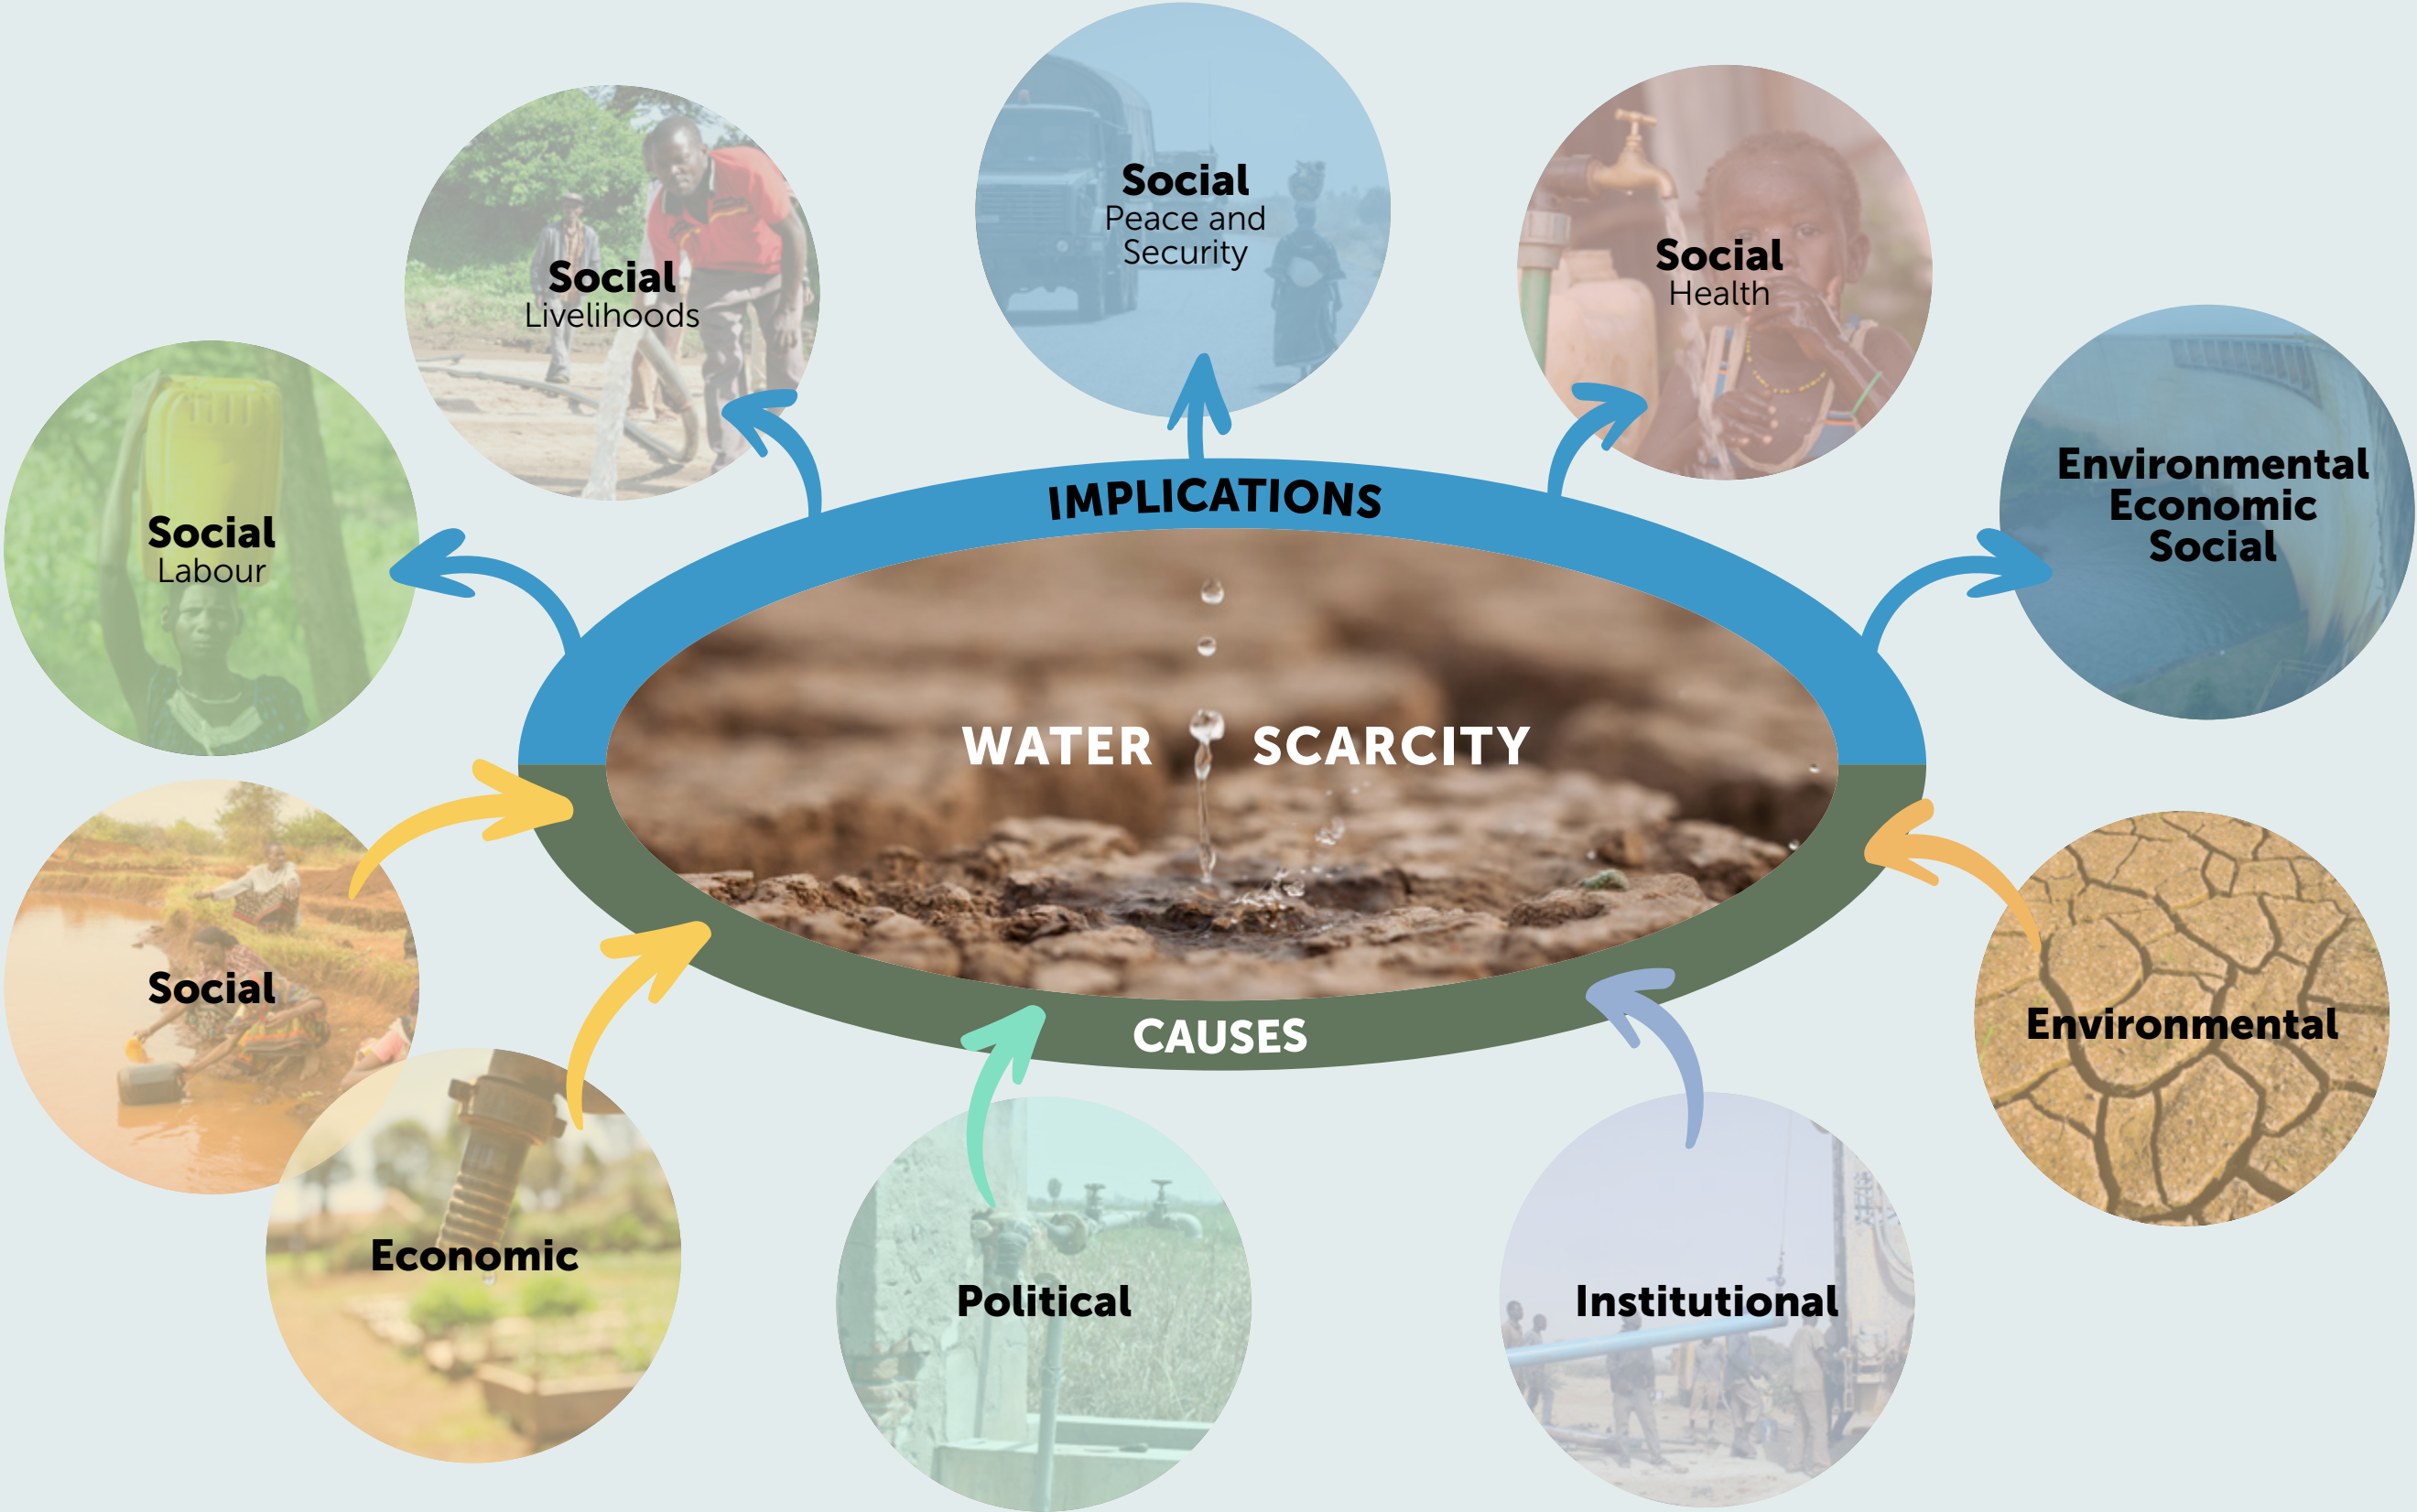 Social
Peace and
Security
Social
Livelihoods
Social
Health
Social
Labour
Environmental
Economic
Social
IMPLICATIONS
WATER SCARCITY
CAUSES
Social
Economic
Political
Institutional
Environmental